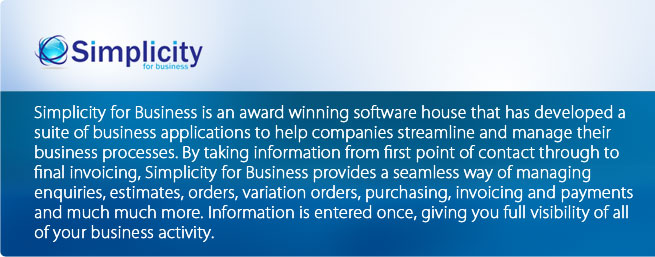 Simplicity
for business
Simplicity for Business is an award winning software house that has developed a
suite of business applications to help companies streamline and manage their
business processes. By taking information from first point of contact through to
final invoicing, Simplicity for Business provides a seamless way of managing
enquiries, estimates, orders, variation orders, purchasing, invoicing and payments
and much much more. Information is entered once, giving you full visibility of all
of your business activity.